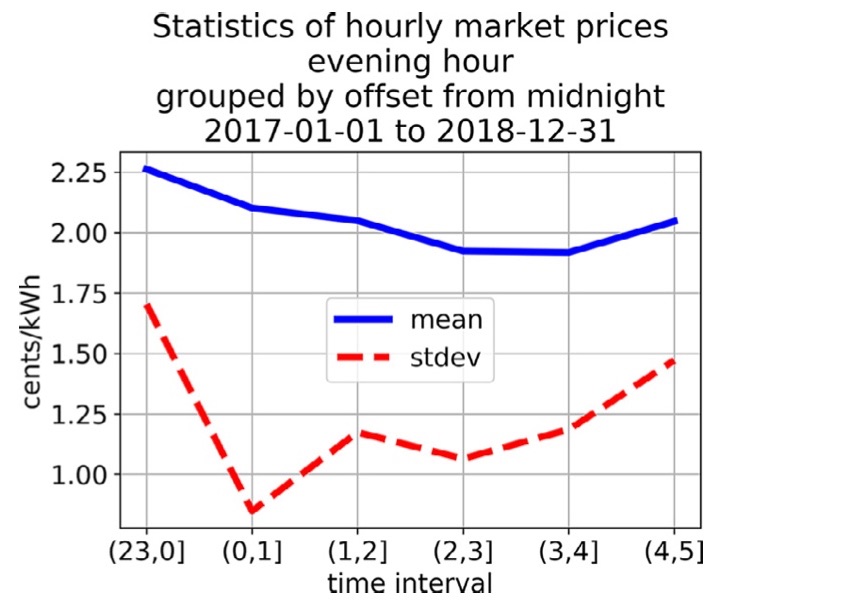 Statistics of hourly market prices
evening hour
grouped by offset from midnight
2017-01-01 to 2018-12-31
cents/kWh
2.25
2.00
1.75
1.50
1.25
1.00
mean
stdev
(23,0] (0,1] (1,2] (2,3] (3,4] (4,5]
time interval